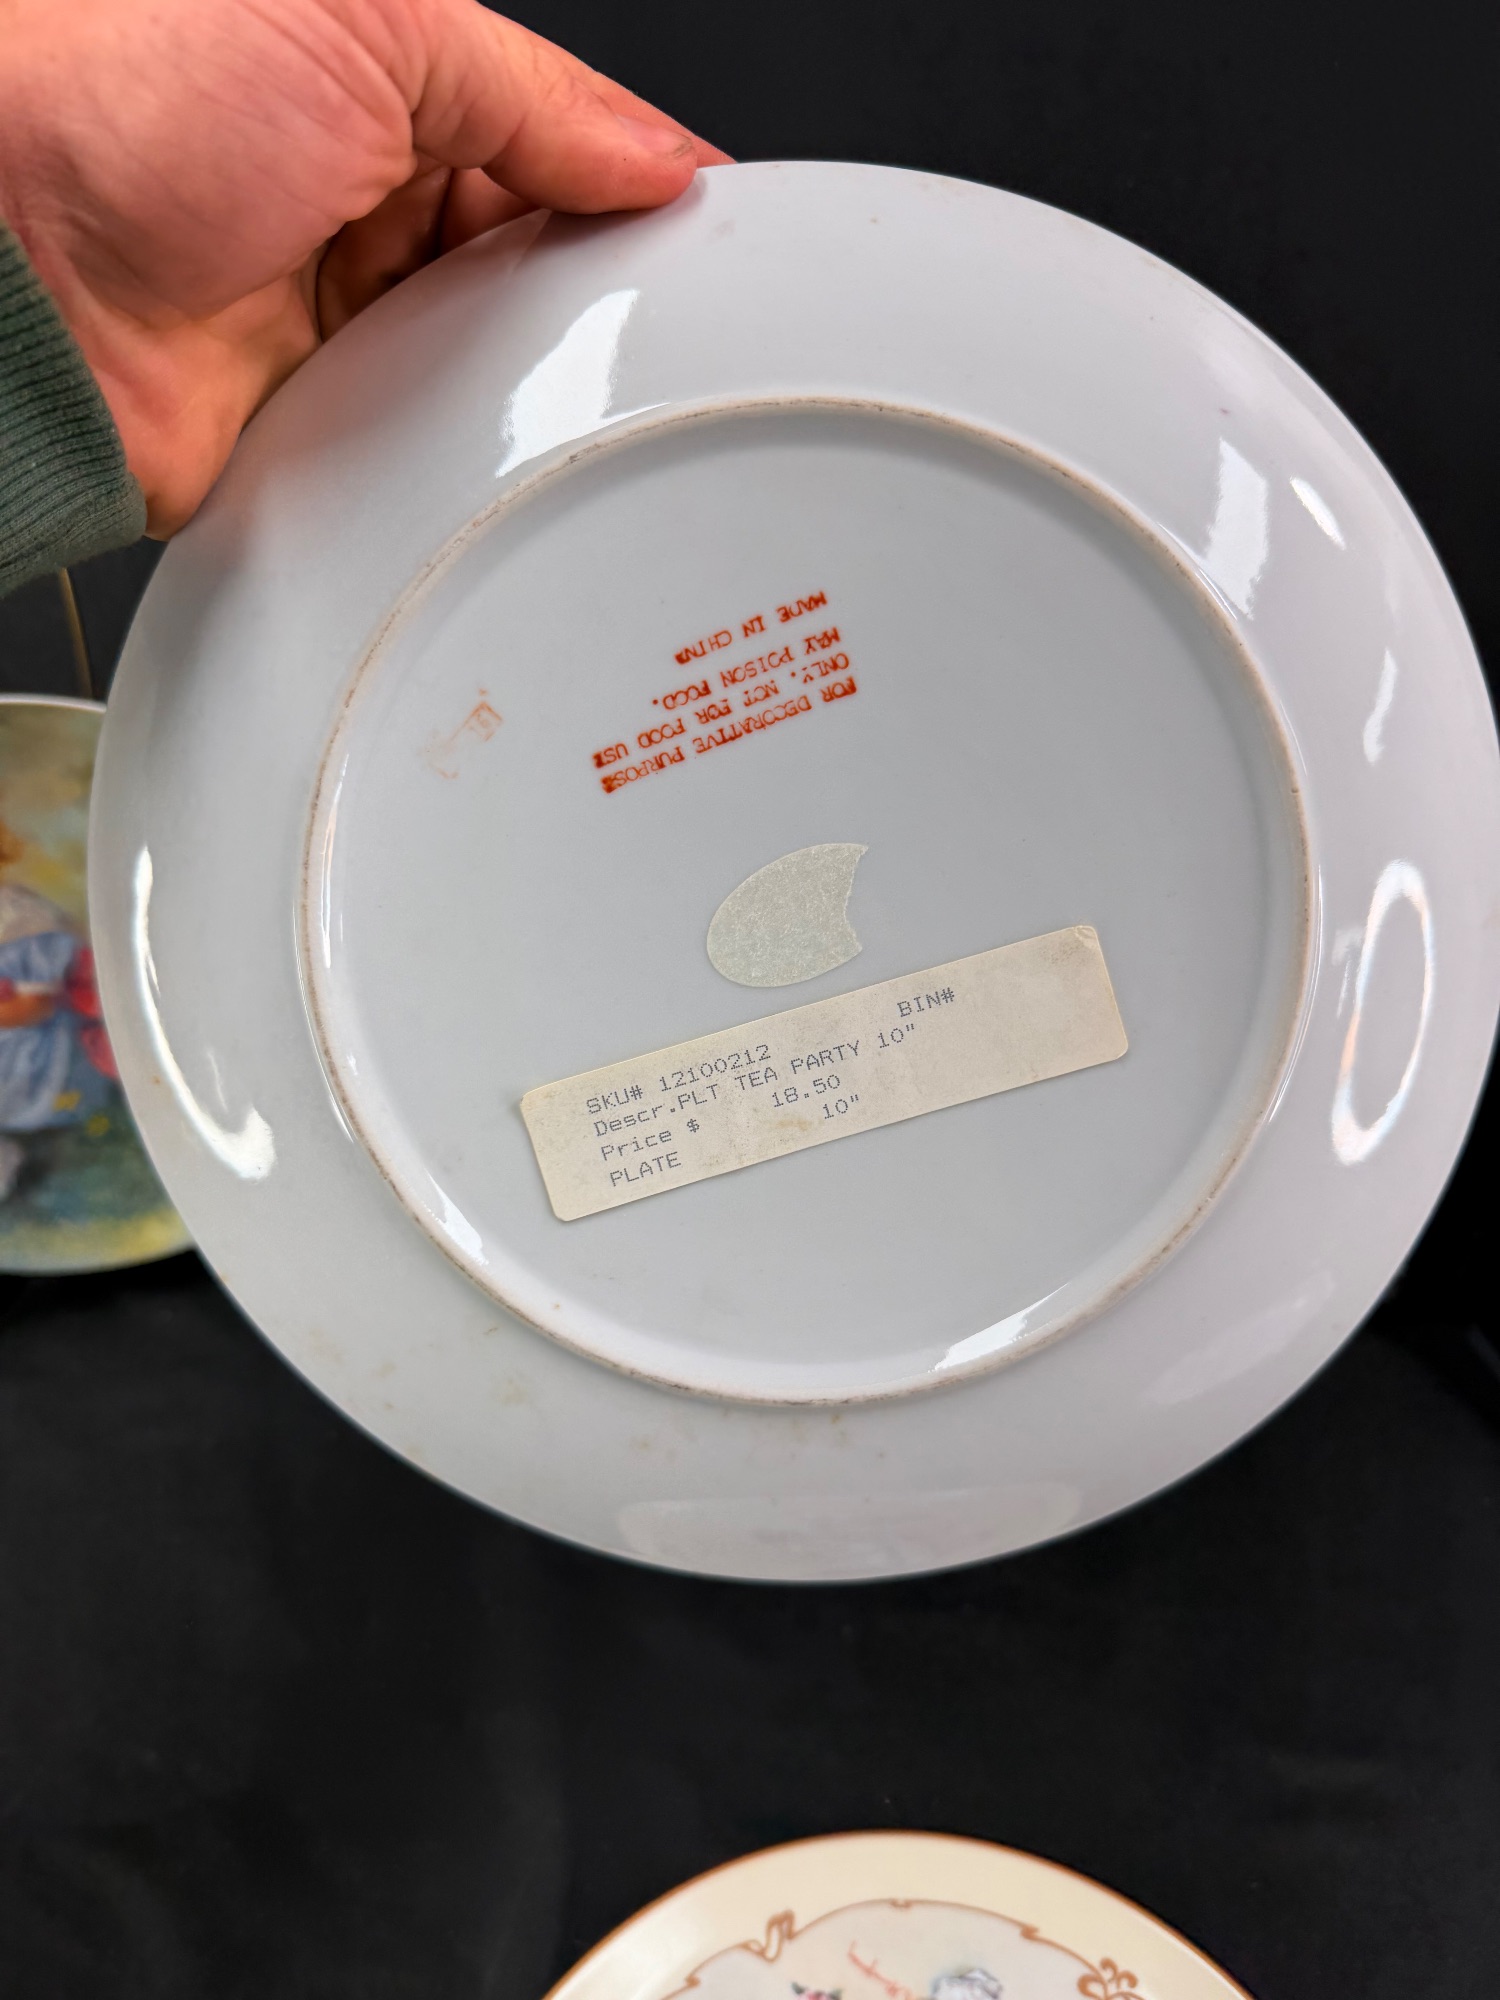 MADE IN CHINA
FOR DECORATIVE PURPOSE
ONLY. NOT FOR FOOD USE
MAY POISON FOOD.
BIN#
SKU# 12100212
Descr.PLT TEA PARTY 10"
Price $ 18.50
PLATE 10"